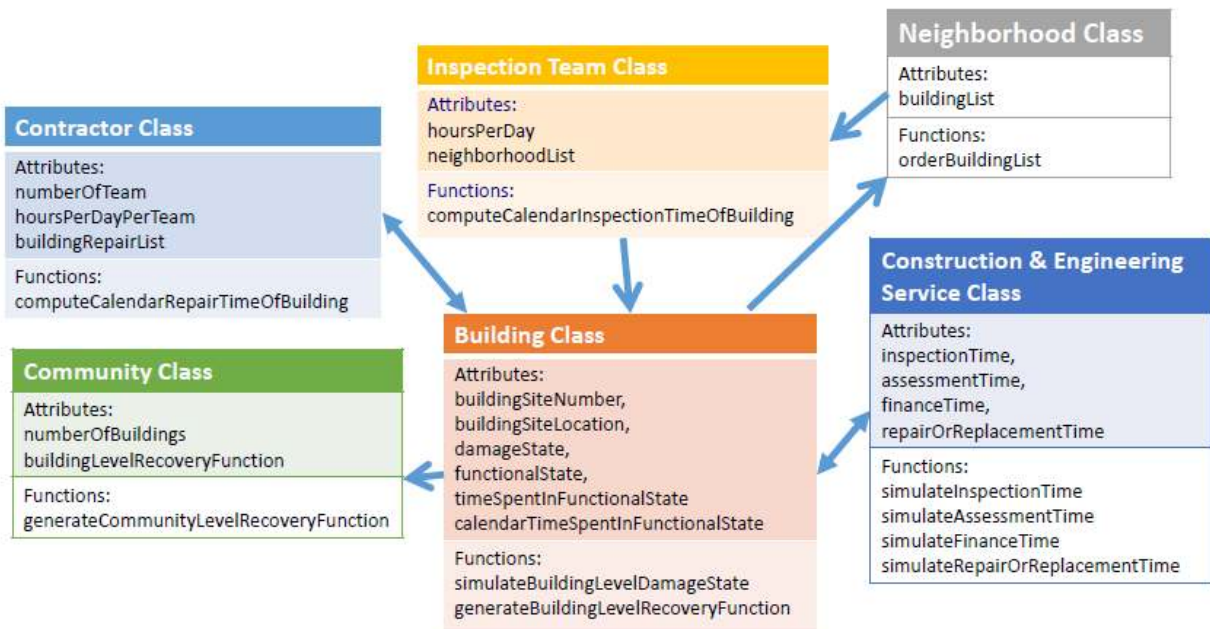 Contractor Class
Attributes:
numberOfTeam
hoursPerDayPerTeam
buildingRepairList
Functions:
computeCalendarRepairTimeOfBuilding
Inspection Team Class
Attributes:
hoursPerDay
neighborhoodList
Functions:
computeCalendarInspectionTimeOfBuilding
Neighborhood Class
Attributes:
buildingList
Functions:
orderBuildingList
Community Class
Attributes:
numberOfBuildings
buildingLevelRecoveryFunction
Functions:
generateCommunityLevelRecoveryFunction
Building Class
Attributes:
buildingSiteNumber,
buildingSiteLocation,
damageState,
functionalState,
timeSpentInFunctionalState
calendarTimeSpentInFunctionalState
Functions:
simulateBuildingLevelDamageState
generateBuildingLevelRecoveryFunction
Construction & Engineering
Service Class
Attributes:
inspectionTime,
assessmentTime,
financeTime,
repairOrReplacementTime
Functions:
simulateInspectionTime
simulateAssessmentTime
simulateFinanceTime
simulateRepairOrReplacementTime